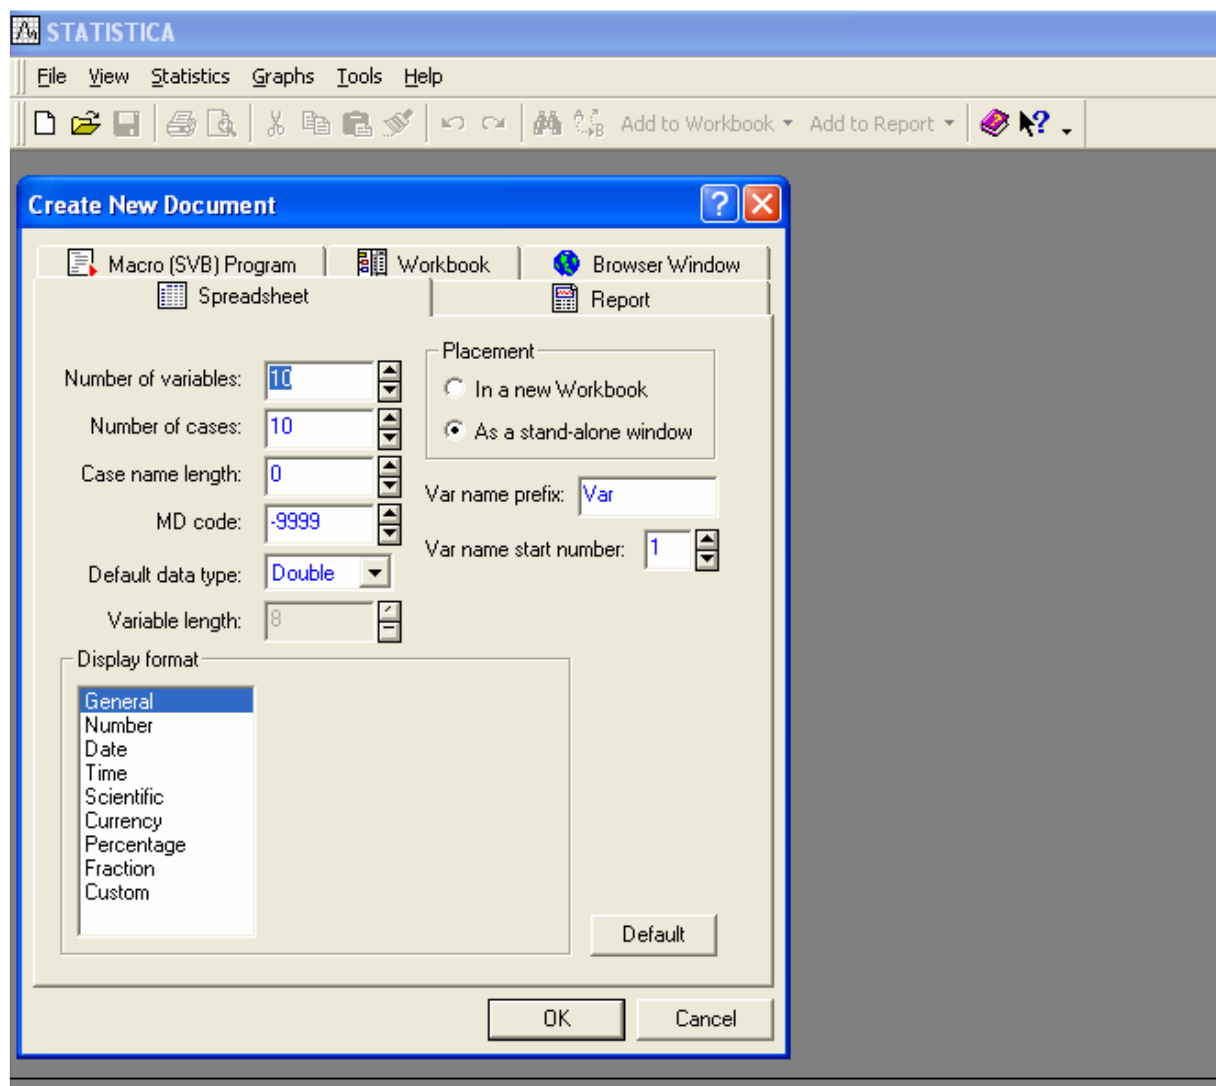 STATISTICA
File View Statistics Graphs Tools Help
Add to Workbook Add to Report
Create New Document
Macro (SVB) Program Workbook Browser Window
Spreadsheet Report
Placement
Number of variables: 10
In a new Workbook
Number of cases: 10
As a stand-alone window
Case name length: 0
Var name prefix: Var
MD code: -9999
Var name start number: 1
Default data type: Double
Variable length: 8
Display format
General
Number
Date
Time
Scientific
Currency
Percentage
Fraction
Custom
Default
OK Cancel